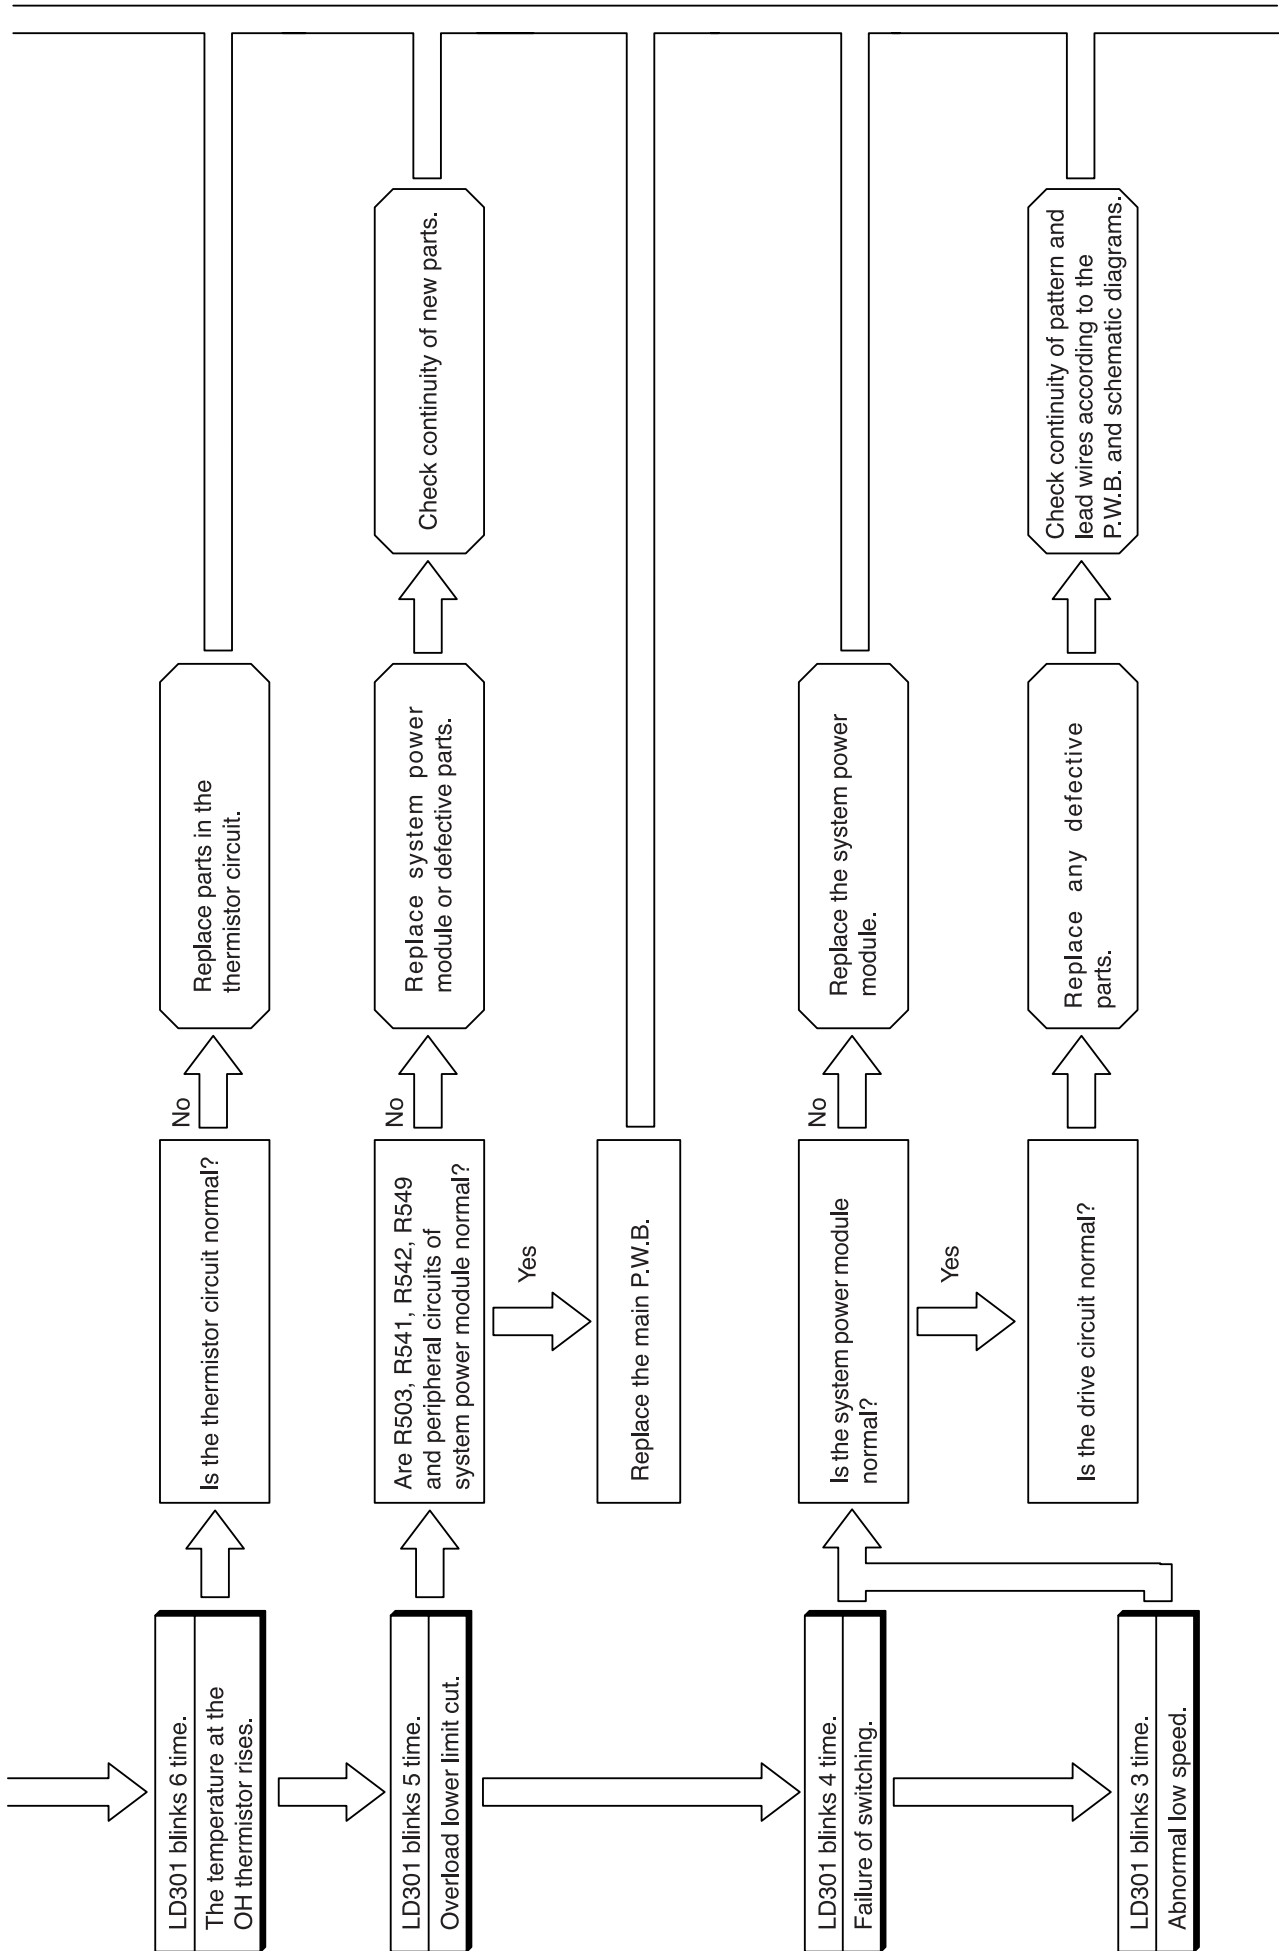 LD301 blinks 6 time.
The temperature at the
OH thermistor rises.
Is the thermistor circuit normal?
No
Replace parts in the
thermistor circuit.
LD301 blinks 5 time.
Overload lower limit cut.
Are R503, R541, R542, R549
and peripheral circuits of
system power module normal?
No
Replace system power
module or defective parts.
Check continuity of new parts.
Yes
Replace the main P.W.B.
LD301 blinks 4 time.
Failure of switching.
Is the system power module
normal?
No
Replace the system power
module.
Yes
LD301 blinks 3 time.
Abnormal low speed.
Is the drive circuit normal?
Replace any defective
parts.
Check continuity of pattern and
lead wires according to the
P.W.B. and schematic diagrams.